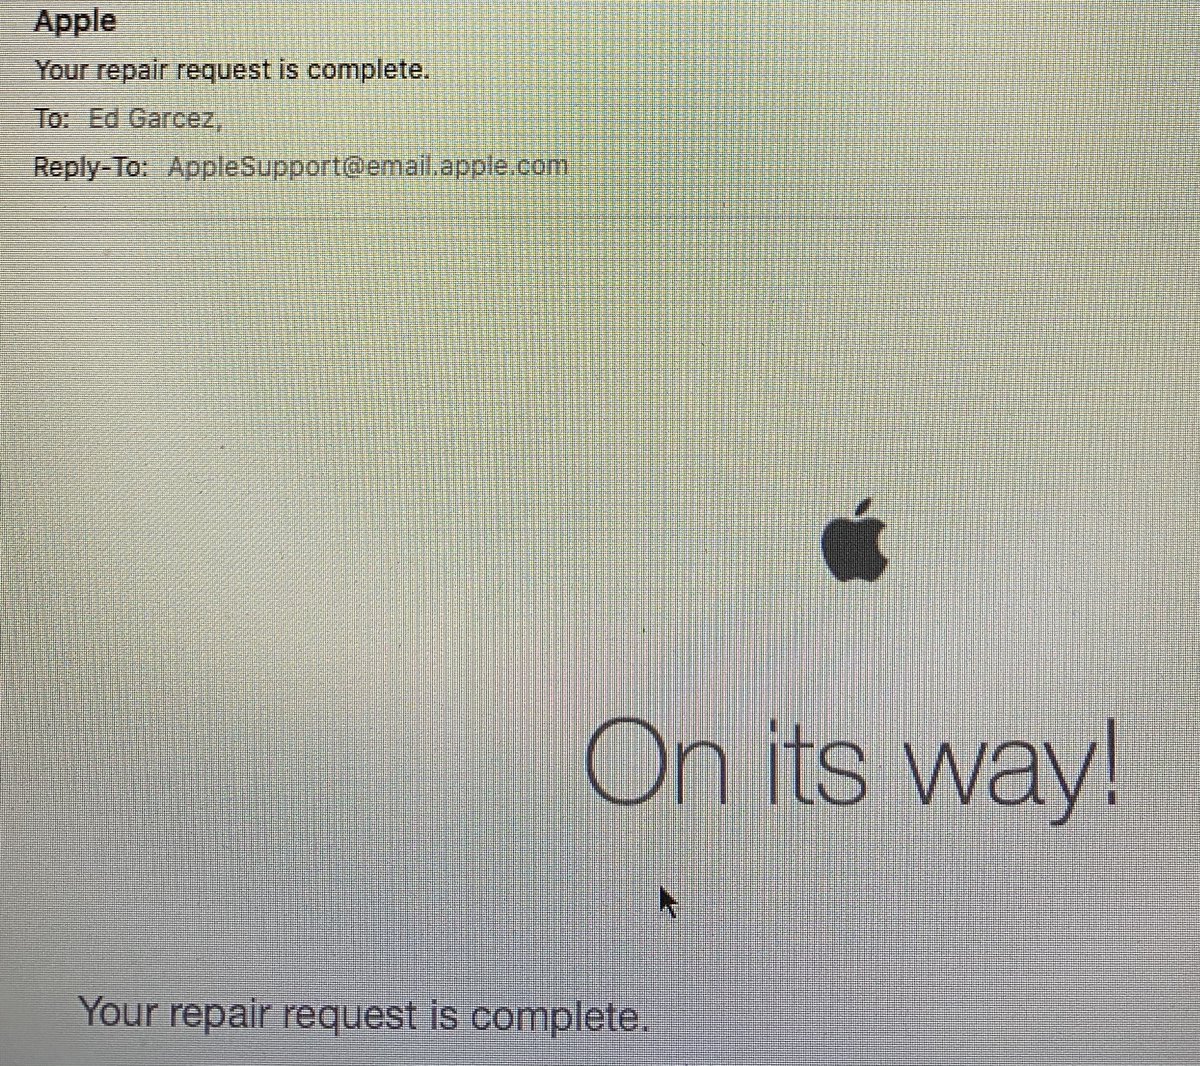 Apple
Your repair request is complete.
To: Ed Garcez,
Reply-To: AppleSupport@email.apple.com
On its way!
Your repair request is complete.